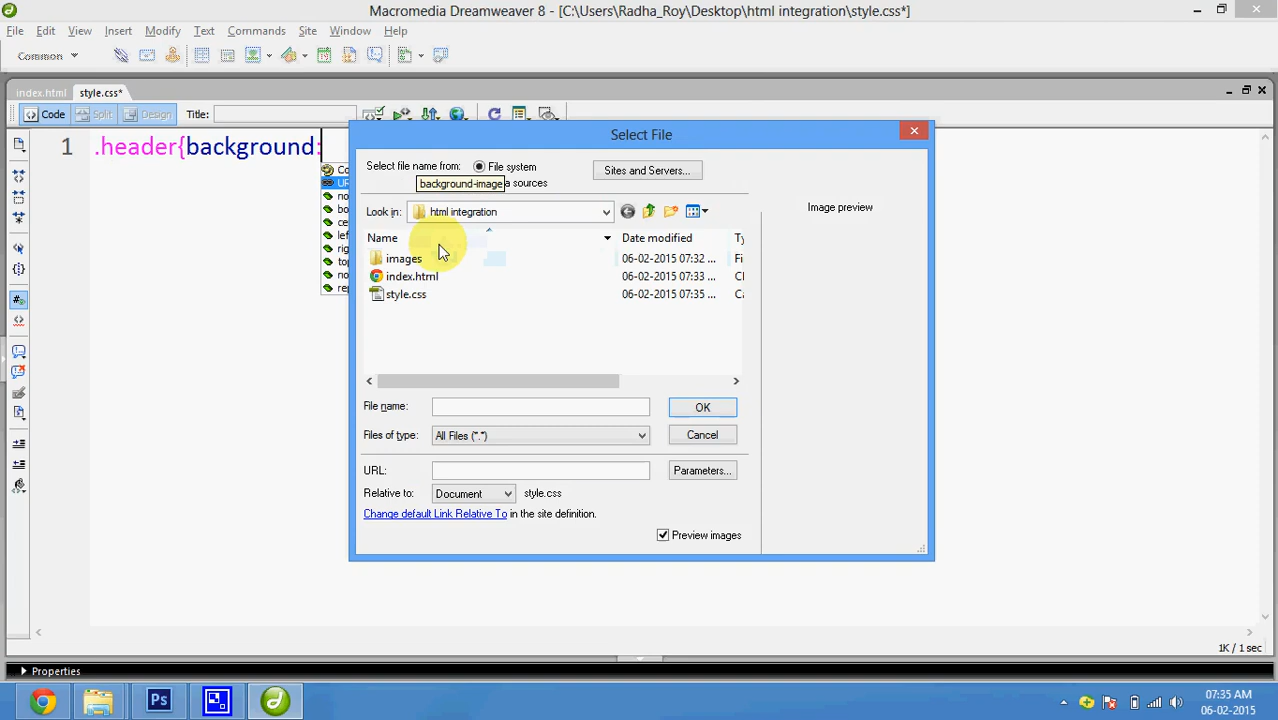 Macromedia Dreamweaver 8 - [C:\Users\Radha_Roy\Desktop\html integration\style.css*]
File Edit View Insert Modify Text Commands Site Window Help
Common
index.html style.css*
Code Split Design Title:
1 .header{background:
Select File
Select file name from: File system
Sites and Servers...
background-image
a sources
Image preview
Look in: html integration
Name Date modified Ty
images 06-02-2015 07:32 ... Fi
index.html 06-02-2015 07:33 ...
style.css 06-02-2015 07:35 ... Ca
File name: OK
Files of type: All Files (*.*) Cancel
URL: Parameters...
Relative to: Document style.css
Change default Link Relative To in the site definition.
Preview images
1K / 1 sec
Properties
Ps
07:35 AM
06-02-2015